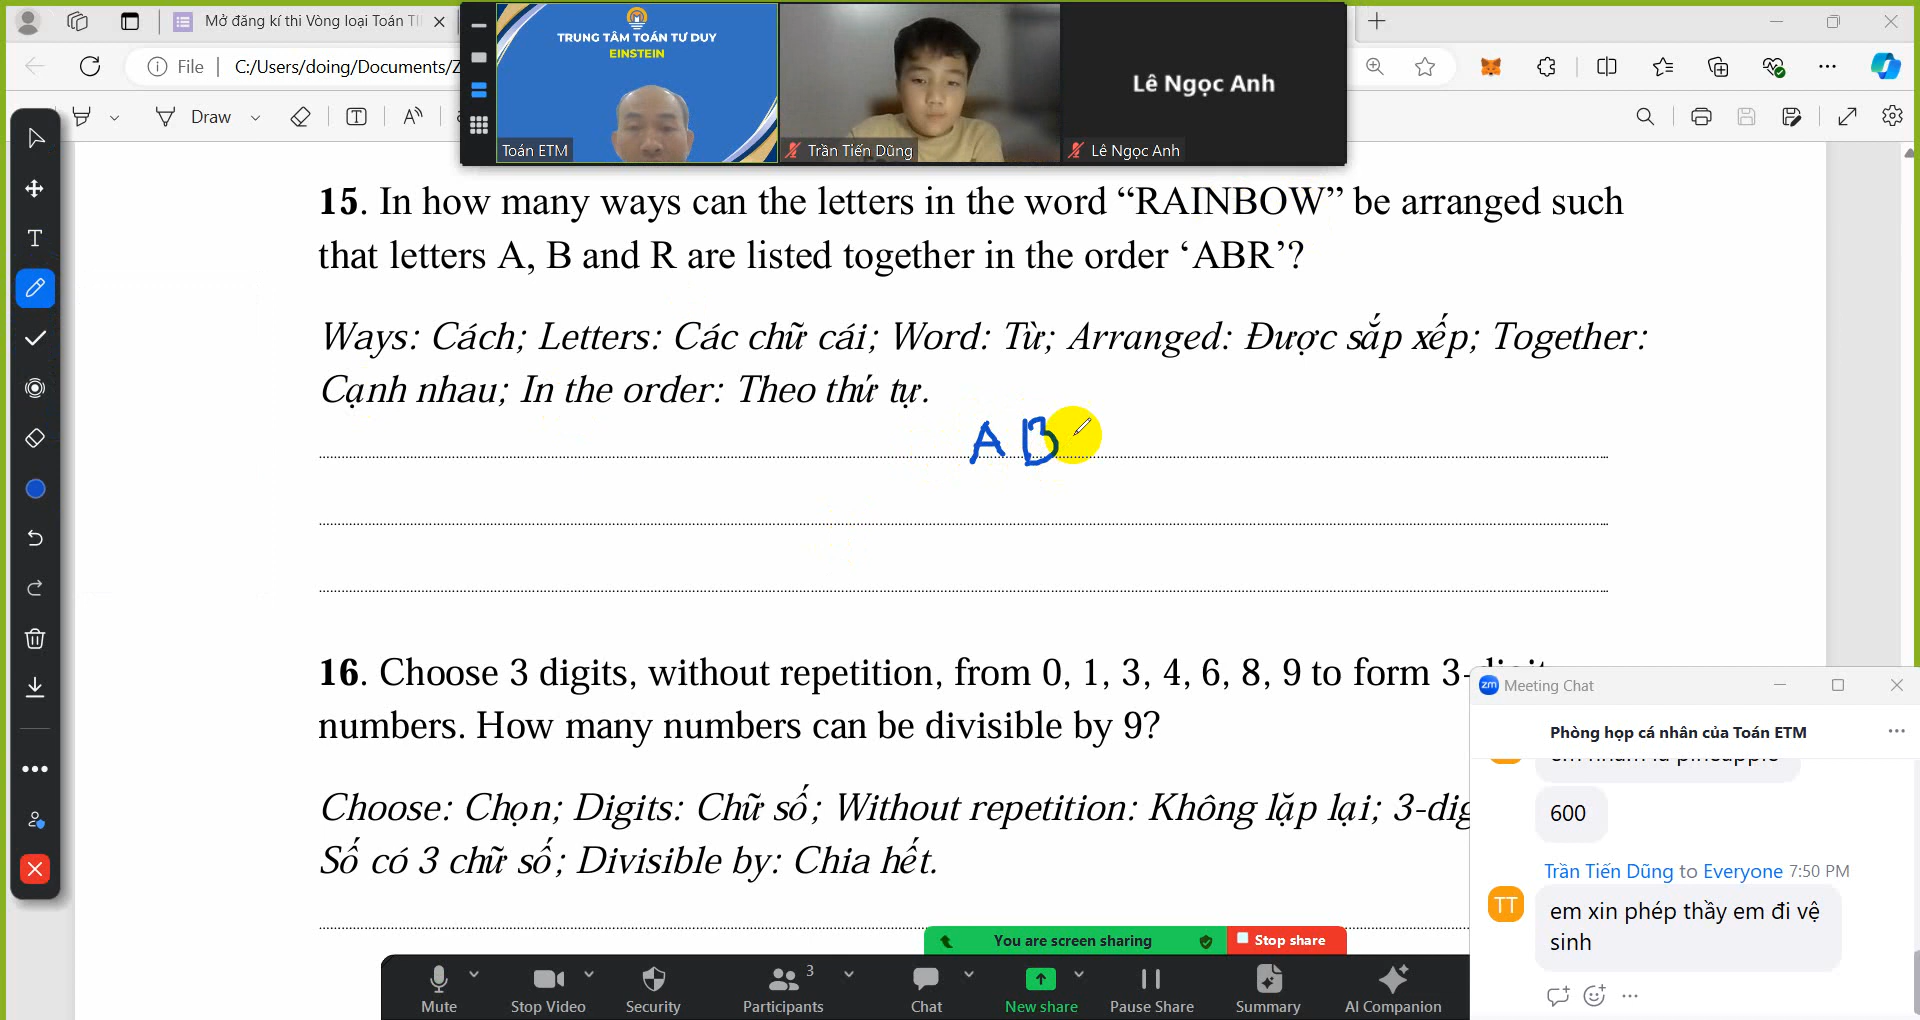 Mở đăng kí thi Vòng loại Toán TI
File
C:/Users/doing/Documents/Z
Draw
TRUNG TÂM TOÁN TƯ DUY
EINSTEIN
Toán ETM
Trần Tiến Dũng
Lê Ngọc Anh
Lê Ngọc Anh
15. In how many ways can the letters in the word “RAINBOW” be arranged such
that letters A, B and R are listed together in the order ‘ABR’?
Ways: Cách; Letters: Các chữ cái; Word: Từ; Arranged: Được sắp xếp; Together:
Cạnh nhau; In the order: Theo thứ tự.
A B
16. Choose 3 digits, without repetition, from 0, 1, 3, 4, 6, 8, 9 to form 3-digit
numbers. How many numbers can be divisible by 9?
Choose: Chọn; Digits: Chữ số; Without repetition: Không lặp lại; 3-dig
Số có 3 chữ số; Divisible by: Chia hết.
You are screen sharing
Stop share
Mute
Stop Video
Security
Participants
3
Chat
New share
Pause Share
Summary
AI Companion
zm
Meeting Chat
Phòng họp cá nhân của Toán ETM
600
Trần Tiến Dũng to Everyone 7:50 PM
TT
em xin phép thầy em đi vệ
sinh